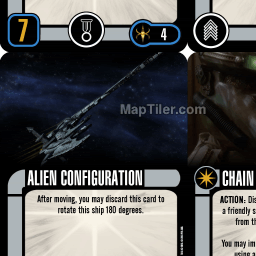 7
4
MapTiler.com
ALIEN CONFIGURATION
After moving, you may discard this card to
rotate this ship 180 degrees.
CHAIN
ACTION: Dis
a friendly s
from th
You may im
using a